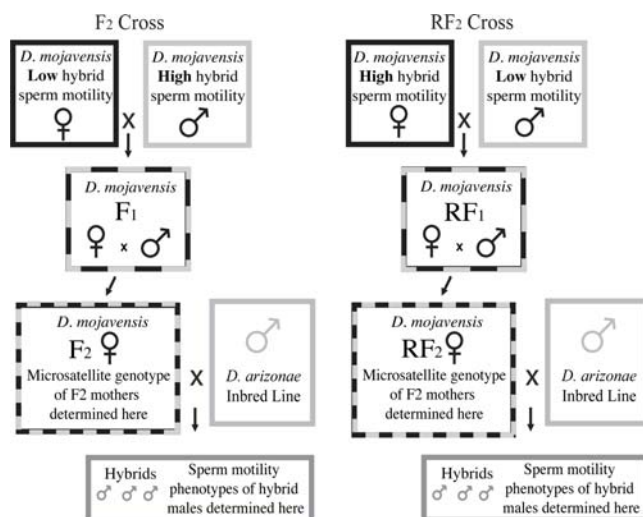 F2 Cross
D. mojavensis
Low hybrid
sperm motility
♀
X
D. mojavensis
High hybrid
sperm motility
♂
D. mojavensis
F1
♀ x ♂
D. mojavensis
F2 ♀
Microsatellite genotype
of F2 mothers
determined here
X
♂
D. arizonae
Inbred Line
Hybrids
♂ ♂ ♂
Sperm motility
phenotypes of hybrid
males determined here
RF2 Cross
D. mojavensis
High hybrid
sperm motility
♀
X
D. mojavensis
Low hybrid
sperm motility
♂
D. mojavensis
RF1
♀ x ♂
D. mojavensis
RF2 ♀
Microsatellite genotype
of F2 mothers
determined here
X
♂
D. arizonae
Inbred Line
Hybrids
♂ ♂ ♂
Sperm motility
phenotypes of hybrid
males determined here